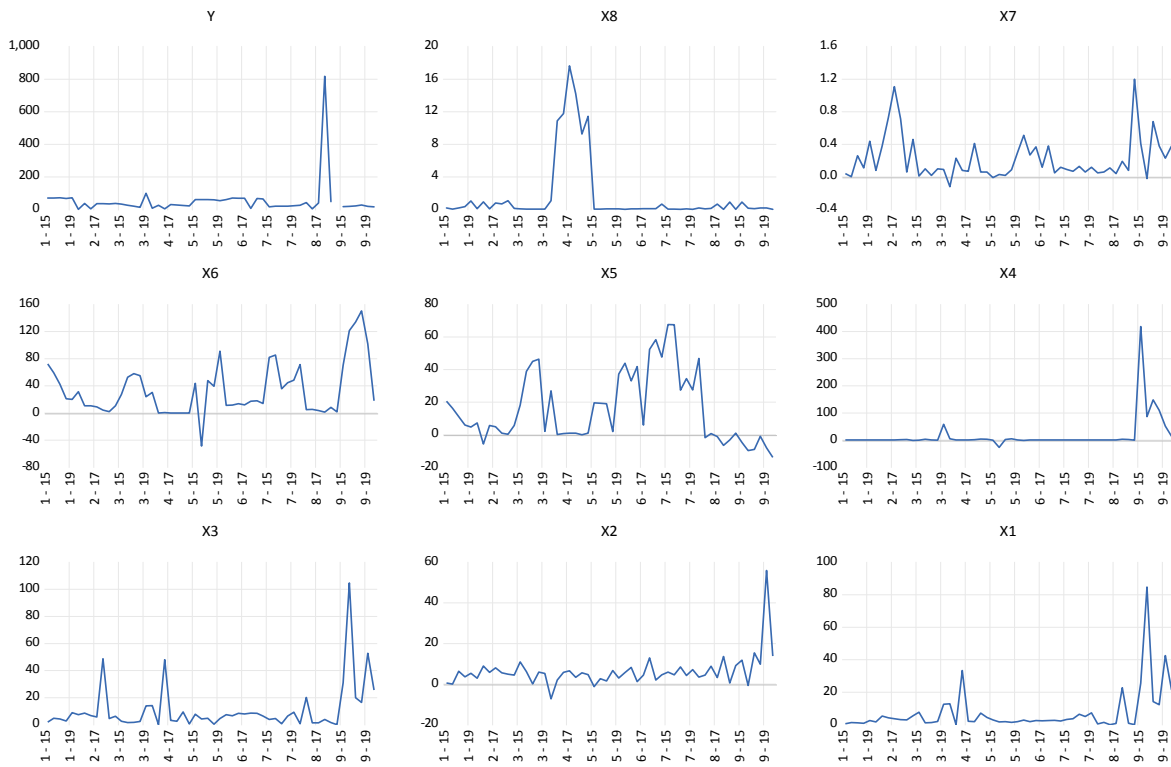 Y
1,000
800
600
400
200
0
1 - 15
1 - 19
2 - 17
3 - 15
3 - 19
4 - 17
5 - 15
5 - 19
6 - 17
7 - 15
7 - 19
8 - 17
9 - 15
9 - 19
X8
20
16
12
8
4
0
1 - 15
1 - 19
2 - 17
3 - 15
3 - 19
4 - 17
5 - 15
5 - 19
6 - 17
7 - 15
7 - 19
8 - 17
9 - 15
9 - 19
X7
1.6
1.2
0.8
0.4
0.0
-0.4
1 - 15
1 - 19
2 - 17
3 - 15
3 - 19
4 - 17
5 - 15
5 - 19
6 - 17
7 - 15
7 - 19
8 - 17
9 - 15
9 - 19
X6
160
120
80
40
0
-40
-80
1 - 15
1 - 19
2 - 17
3 - 15
3 - 19
4 - 17
5 - 15
5 - 19
6 - 17
7 - 15
7 - 19
8 - 17
9 - 15
9 - 19
X5
80
60
40
20
0
-20
1 - 15
1 - 19
2 - 17
3 - 15
3 - 19
4 - 17
5 - 15
5 - 19
6 - 17
7 - 15
7 - 19
8 - 17
9 - 15
9 - 19
X4
500
400
300
200
100
0
-100
1 - 15
1 - 19
2 - 17
3 - 15
3 - 19
4 - 17
5 - 15
5 - 19
6 - 17
7 - 15
7 - 19
8 - 17
9 - 15
9 - 19
X3
120
100
80
60
40
20
0
1 - 15
1 - 19
2 - 17
3 - 15
3 - 19
4 - 17
5 - 15
5 - 19
6 - 17
7 - 15
7 - 19
8 - 17
9 - 15
9 - 19
X2
60
40
20
0
-20
1 - 15
1 - 19
2 - 17
3 - 15
3 - 19
4 - 17
5 - 15
5 - 19
6 - 17
7 - 15
7 - 19
8 - 17
9 - 15
9 - 19
X1
100
80
60
40
20
0
1 - 15
1 - 19
2 - 17
3 - 15
3 - 19
4 - 17
5 - 15
5 - 19
6 - 17
7 - 15
7 - 19
8 - 17
9 - 15
9 - 19